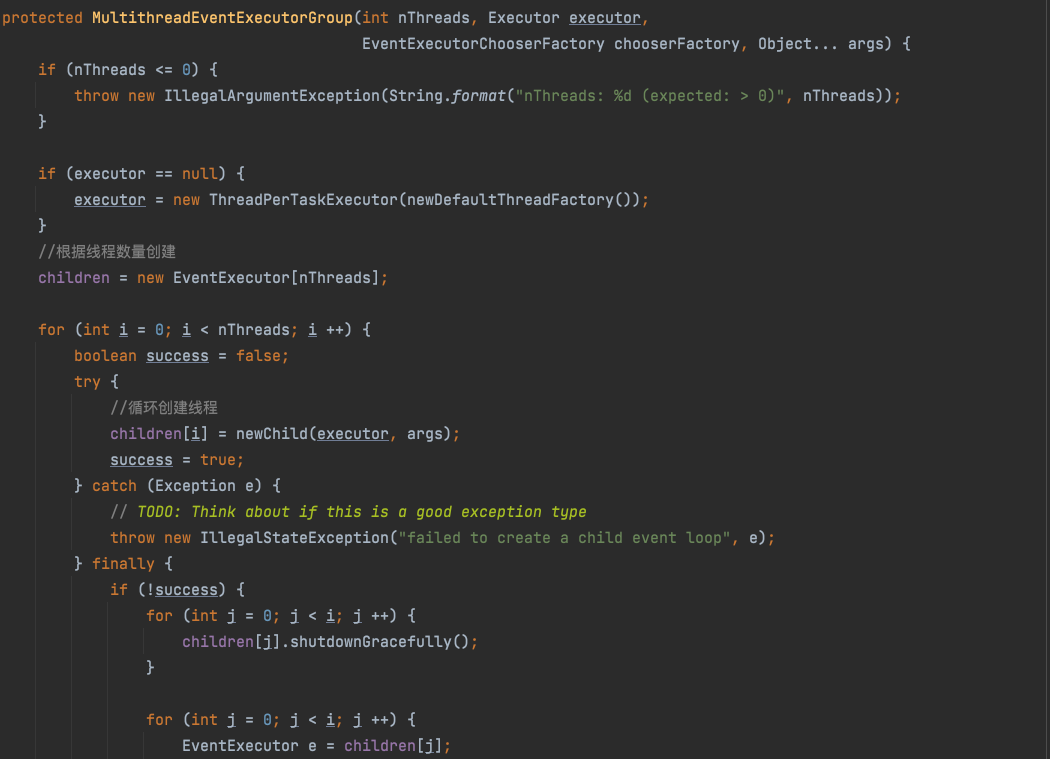 protected MultithreadEventExecutorGroup(int nThreads, Executor executor,
                                        EventExecutorChooserFactory chooserFactory, Object... args) {
    if (nThreads <= 0) {
        throw new IllegalArgumentException(String.format("nThreads: %d (expected: > 0)", nThreads));
    }

    if (executor == null) {
        executor = new ThreadPerTaskExecutor(newDefaultThreadFactory());
    }
    //根据线程数量创建
    children = new EventExecutor[nThreads];

    for (int i = 0; i < nThreads; i ++) {
        boolean success = false;
        try {
            //循环创建线程
            children[i] = newChild(executor, args);
            success = true;
        } catch (Exception e) {
            // TODO: Think about if this is a good exception type
            throw new IllegalStateException("failed to create a child event loop", e);
        } finally {
            if (!success) {
                for (int j = 0; j < i; j ++) {
                    children[j].shutdownGracefully();
                }

                for (int j = 0; j < i; j ++) {
                    EventExecutor e = children[j];